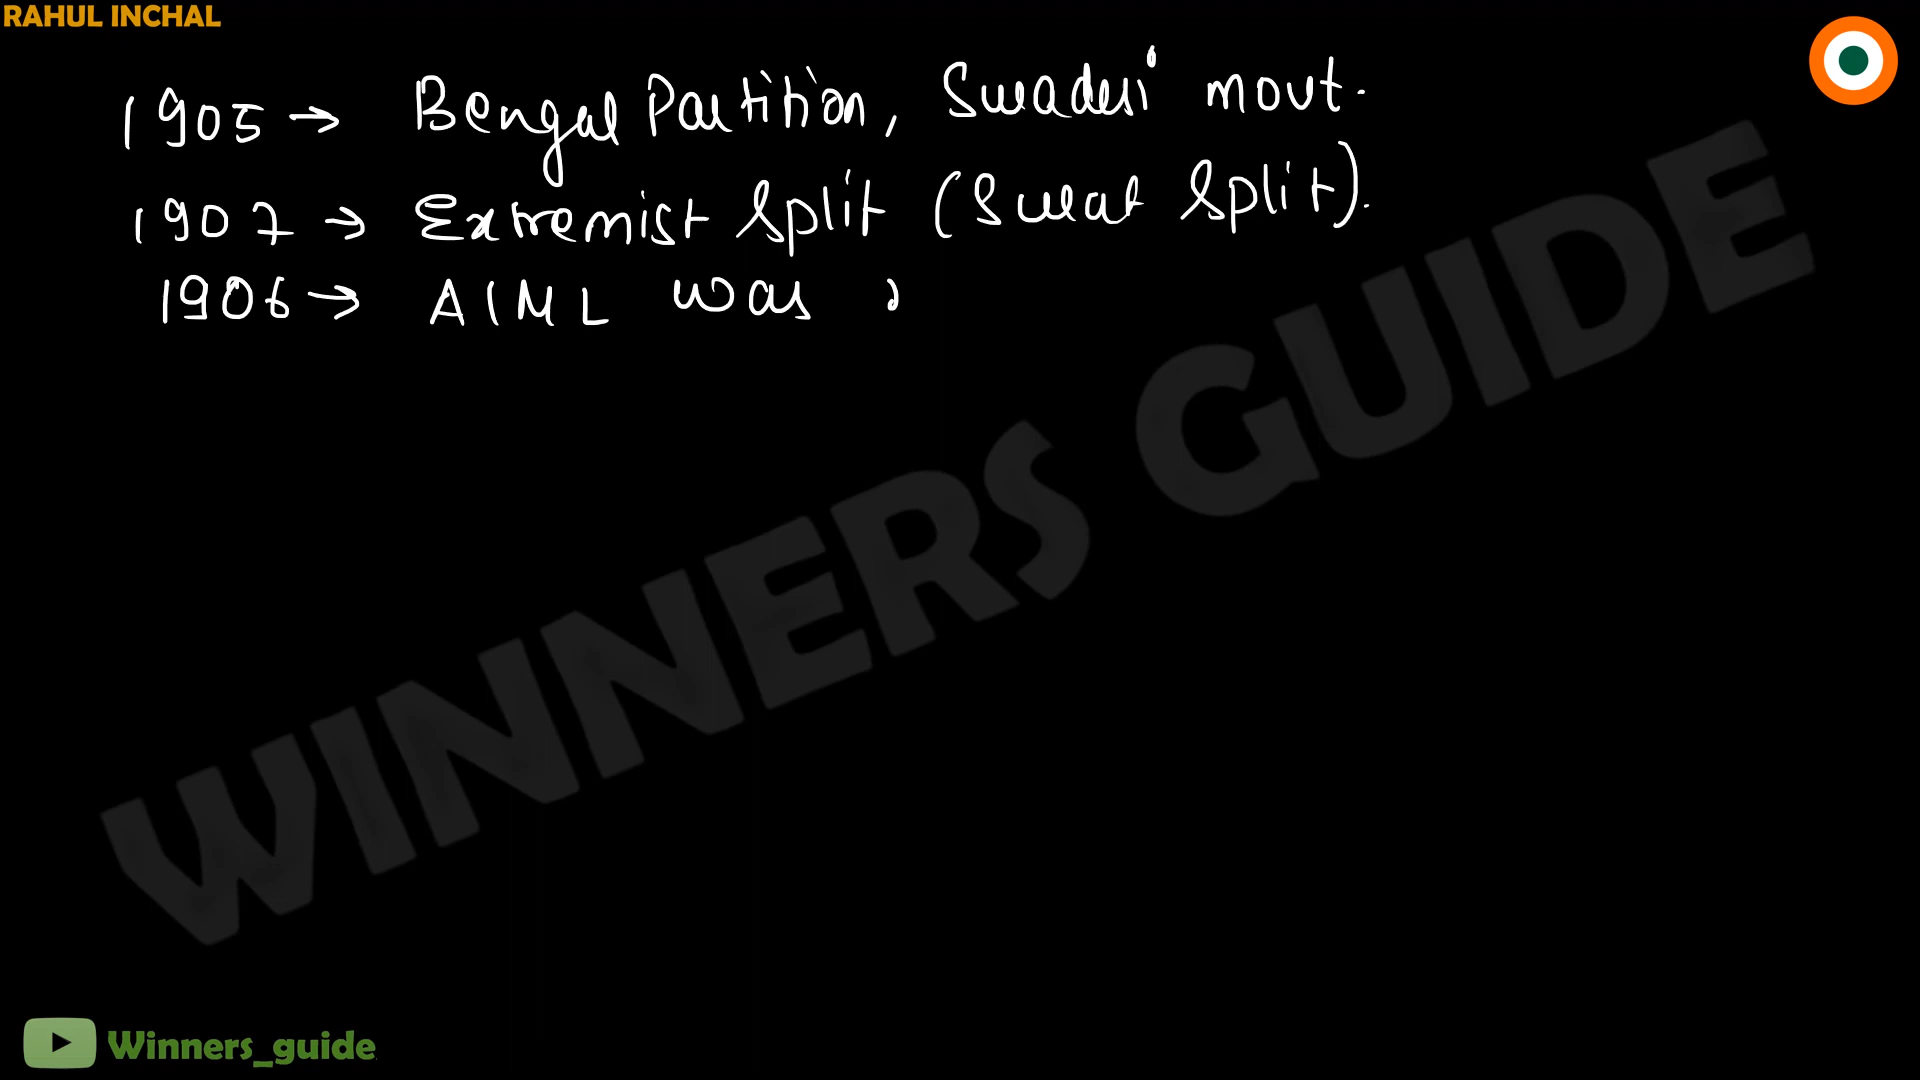 RAHUL INCHAL
1905 → Bengal Partition, Swadesi movt.
1907 → Extremist Split (Surat Split).
1906 → AIML was
WINNERS GUIDE
Winners_guide